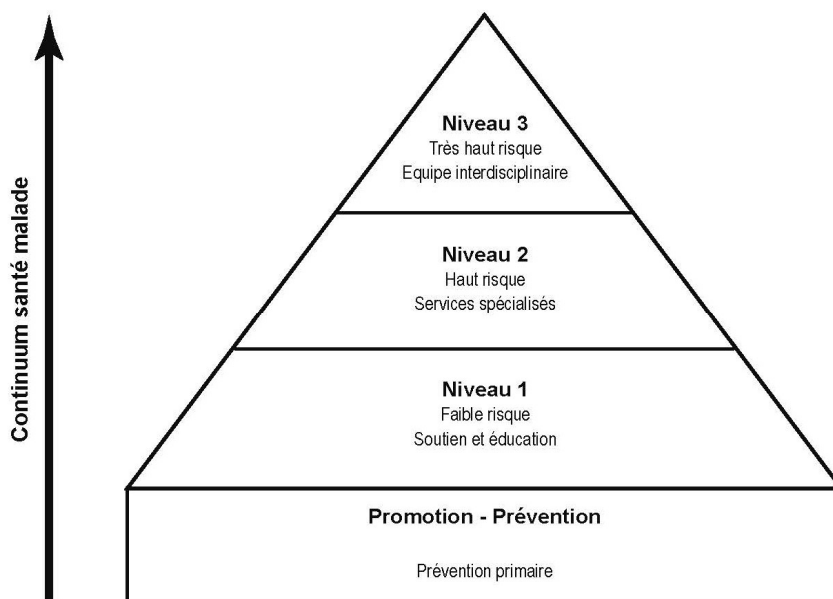 Continuum santé malade
Niveau 3
Très haut risque
Equipe interdisciplinaire
Niveau 2
Haut risque
Services spécialisés
Niveau 1
Faible risque
Soutien et éducation
Promotion - Prévention
Prévention primaire